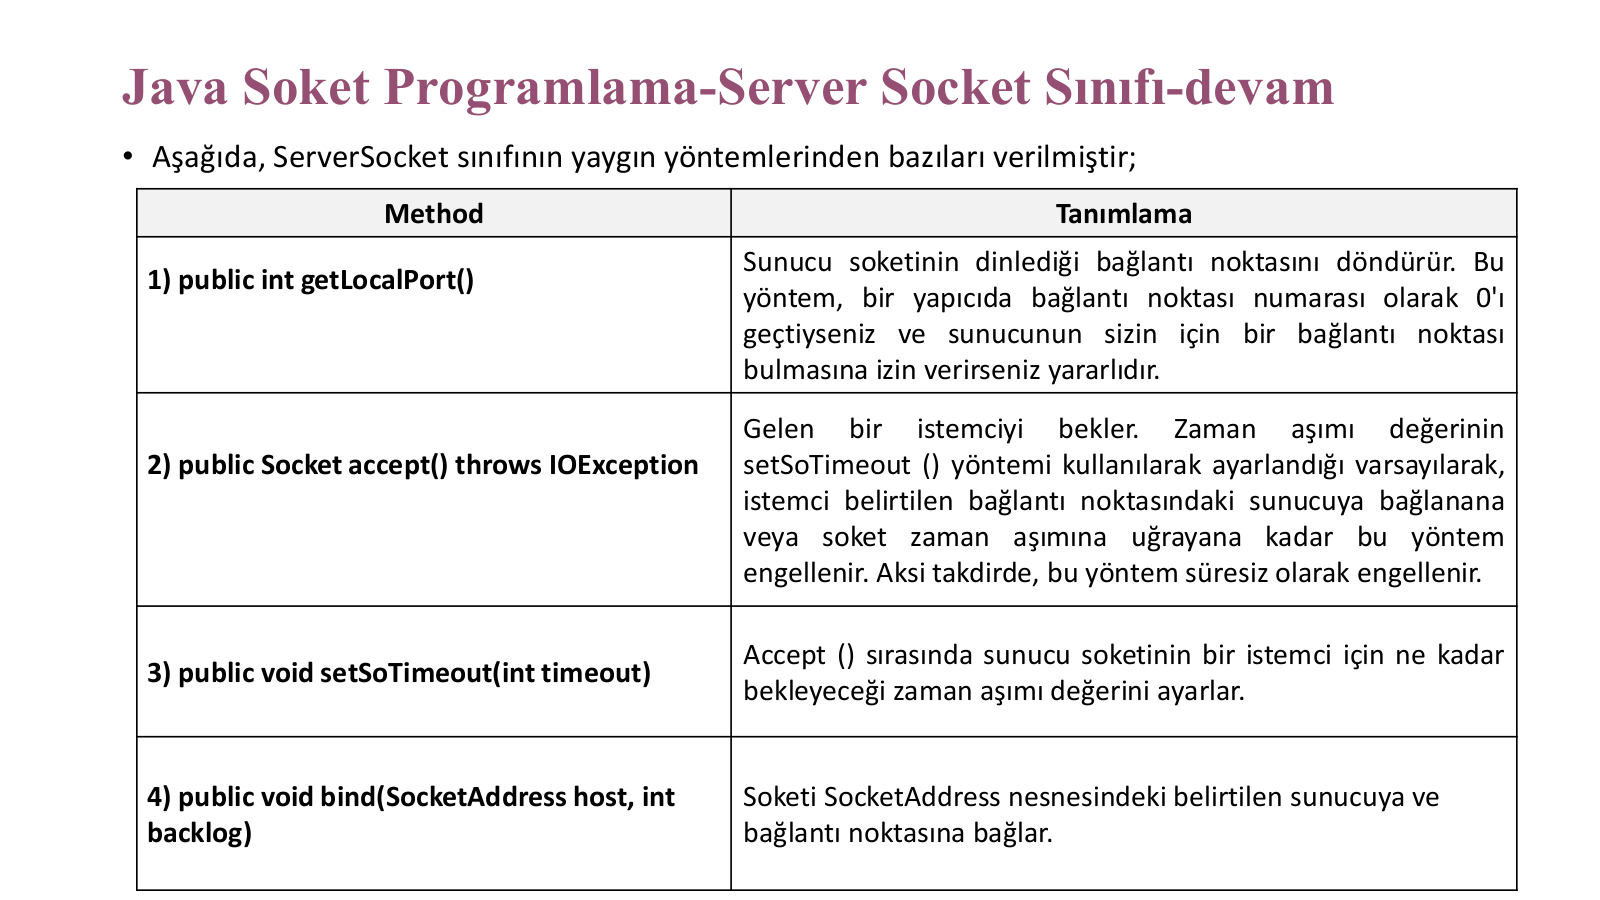 Java Soket Programlama-Server Socket Sınıfı-devam
• Aşağıda, ServerSocket sınıfının yaygın yöntemlerinden bazıları verilmiştir;
Method
Tanımlama
1) public int getLocalPort()
Sunucu soketinin dinlediği bağlantı noktasını döndürür. Bu
yöntem, bir yapıcıda bağlantı noktası numarası olarak 0'ı
geçtiyseniz ve sunucunun sizin için bir bağlantı noktası
bulmasına izin verirseniz yararlıdır.
2) public Socket accept() throws IOException
Gelen bir istemciyi bekler. Zaman aşımı değerinin
setSoTimeout () yöntemi kullanılarak ayarlandığı varsayılarak,
istemci belirtilen bağlantı noktasındaki sunucuya bağlanana
veya soket zaman aşımına uğrayana kadar bu yöntem
engellenir. Aksi takdirde, bu yöntem süresiz olarak engellenir.
3) public void setSoTimeout(int timeout)
Accept () sırasında sunucu soketinin bir istemci için ne kadar
bekleyeceği zaman aşımı değerini ayarlar.
4) public void bind(SocketAddress host, int
backlog)
Soketi SocketAddress nesnesindeki belirtilen sunucuya ve
bağlantı noktasına bağlar.